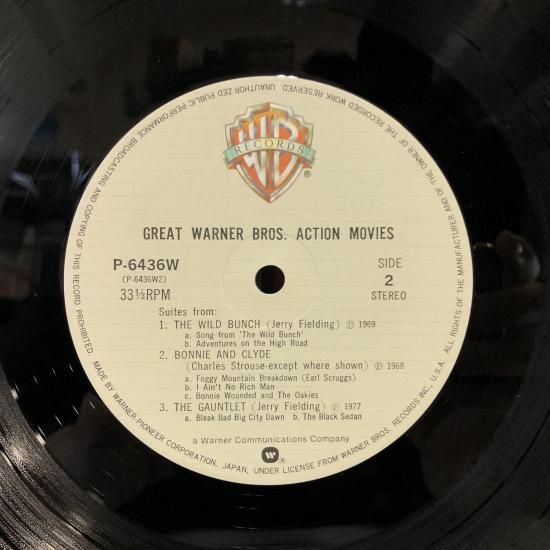 WB
RECORDS
®
GREAT WARNER BROS. ACTION MOVIES
P-6436W
(P-6436W2)
33⅓RPM
SIDE
2
STEREO
Suites from:
1. THE WILD BUNCH (Jerry Fielding) Ⓟ 1969
a. Song from 'The Wild Bunch'
b. Adventures on the High Road
2. BONNIE AND CLYDE
(Charles Strouse-except where shown) Ⓟ 1968
a. Foggy Mountain Breakdown (Earl Scruggs)
b. I Ain't No Rich Man
c. Bonnie Wounded and The Oakies
3. THE GAUNTLET (Jerry Fielding) Ⓟ 1977
a. Bleak Bad Big City Dawn b. The Black Sedan
a Warner Communications Company
®
MADE BY WARNER-PIONEER CORPORATION, JAPAN, UNDER LICENSE FROM WARNER BROS. RECORDS INC., U.S.A. ALL RIGHTS OF THE MANUFACTURER AND OF THE OWNER OF THE RECORDED WORK RESERVED. UNAUTHOR ZED PUBLIC PERFORMANCE BROADCASTING AND COPYING OF THIS RECORD PROHIBITED.